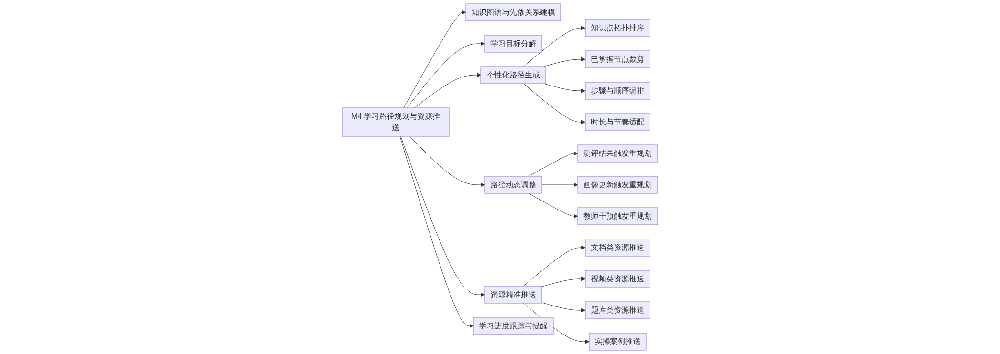 M4 学习路径规划与资源推
送
知识图谱与先修关系建模
学习目标分解
个性化路径生成
知识点拓扑排序
已掌握节点裁剪
步骤与顺序编排
时长与节奏适配
路径动态调整
测评结果触发重规划
画像更新触发重规划
教师干预触发重规划
资源精准推送
文档类资源推送
视频类资源推送
题库类资源推送
实操案例推送
学习进度跟踪与提醒